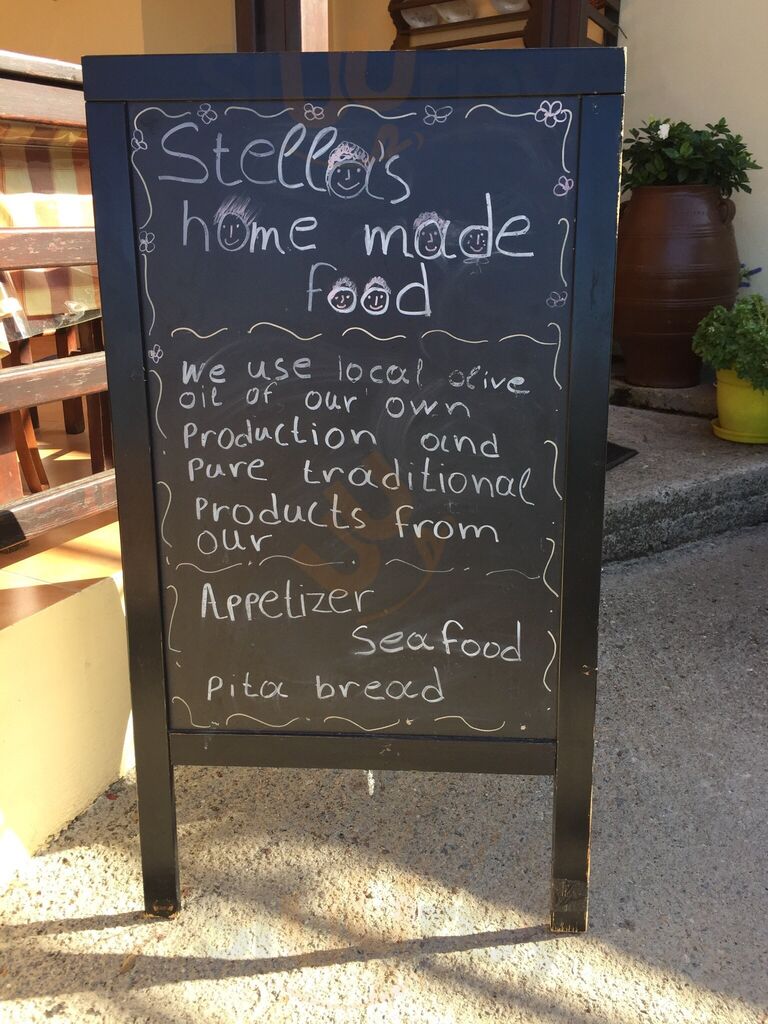 Stella's
home made
food
We use local olive
oil of our own
Production and
Pure traditional
Products from
our
Appetizer
Seafood
Pita bread